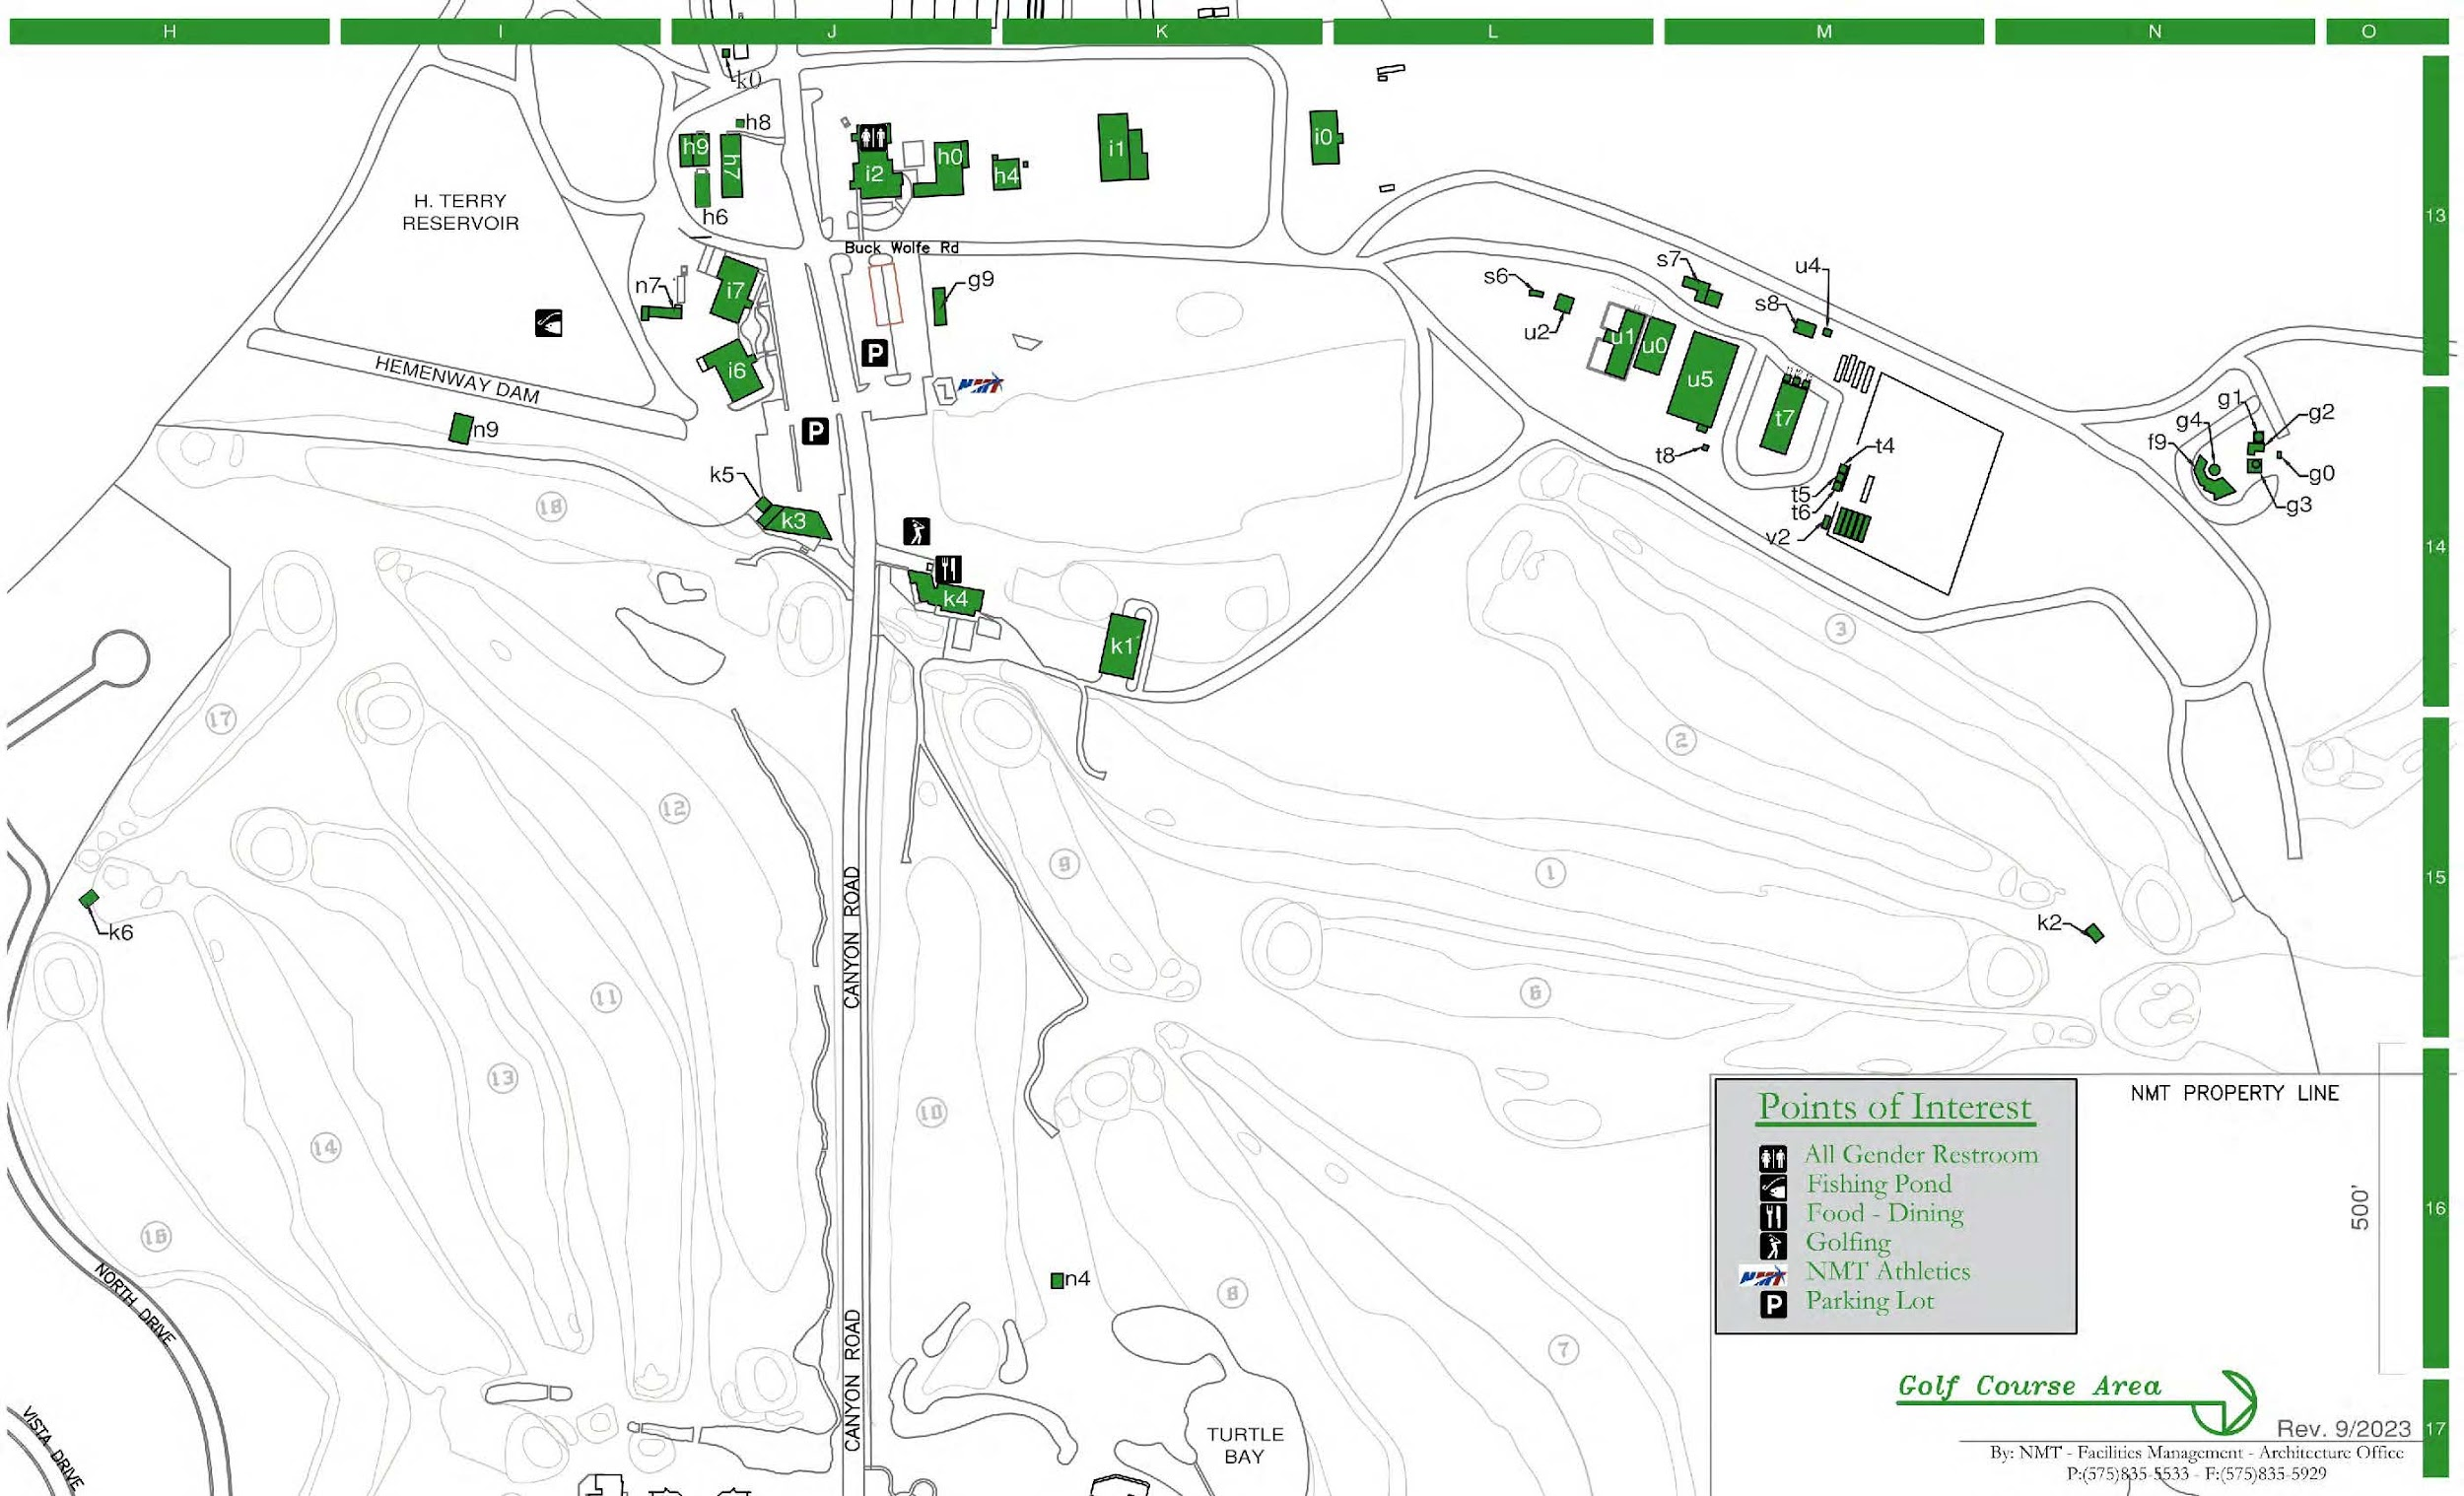 H
I
J
K
L
M
N
O
k0
h8
h9
h7
i2
h0
h4
i1
i0
13
H. TERRY
RESERVOIR
h6
Buck Wolfe Rd
s7
u4
s6
n7
i7
g9
s8
u2
u1
u0
P
i6
u5
HEMENWAY DAM
NMT
g1
g2
t7
g4
n9
P
f9
t4
t8
k5
g0
t5
t6
g3
18
k3
v2
14
k4
3
k1
17
2
12
9
1
15
CANYON ROAD
k2
k6
6
11
13
NMT PROPERTY LINE
Points of Interest
10
14
All Gender Restroom
Fishing Pond
500'
16
Food - Dining
16
Golfing
n4
NMT Athletics
8
NORTH DRIVE
P Parking Lot
7
CANYON ROAD
Golf Course Area
VISTA DRIVE
TURTLE
BAY
Rev. 9/2023
17
By: NMT - Facilities Management - Architecture Office
P:(575)835-5533 - F:(575)835-5929